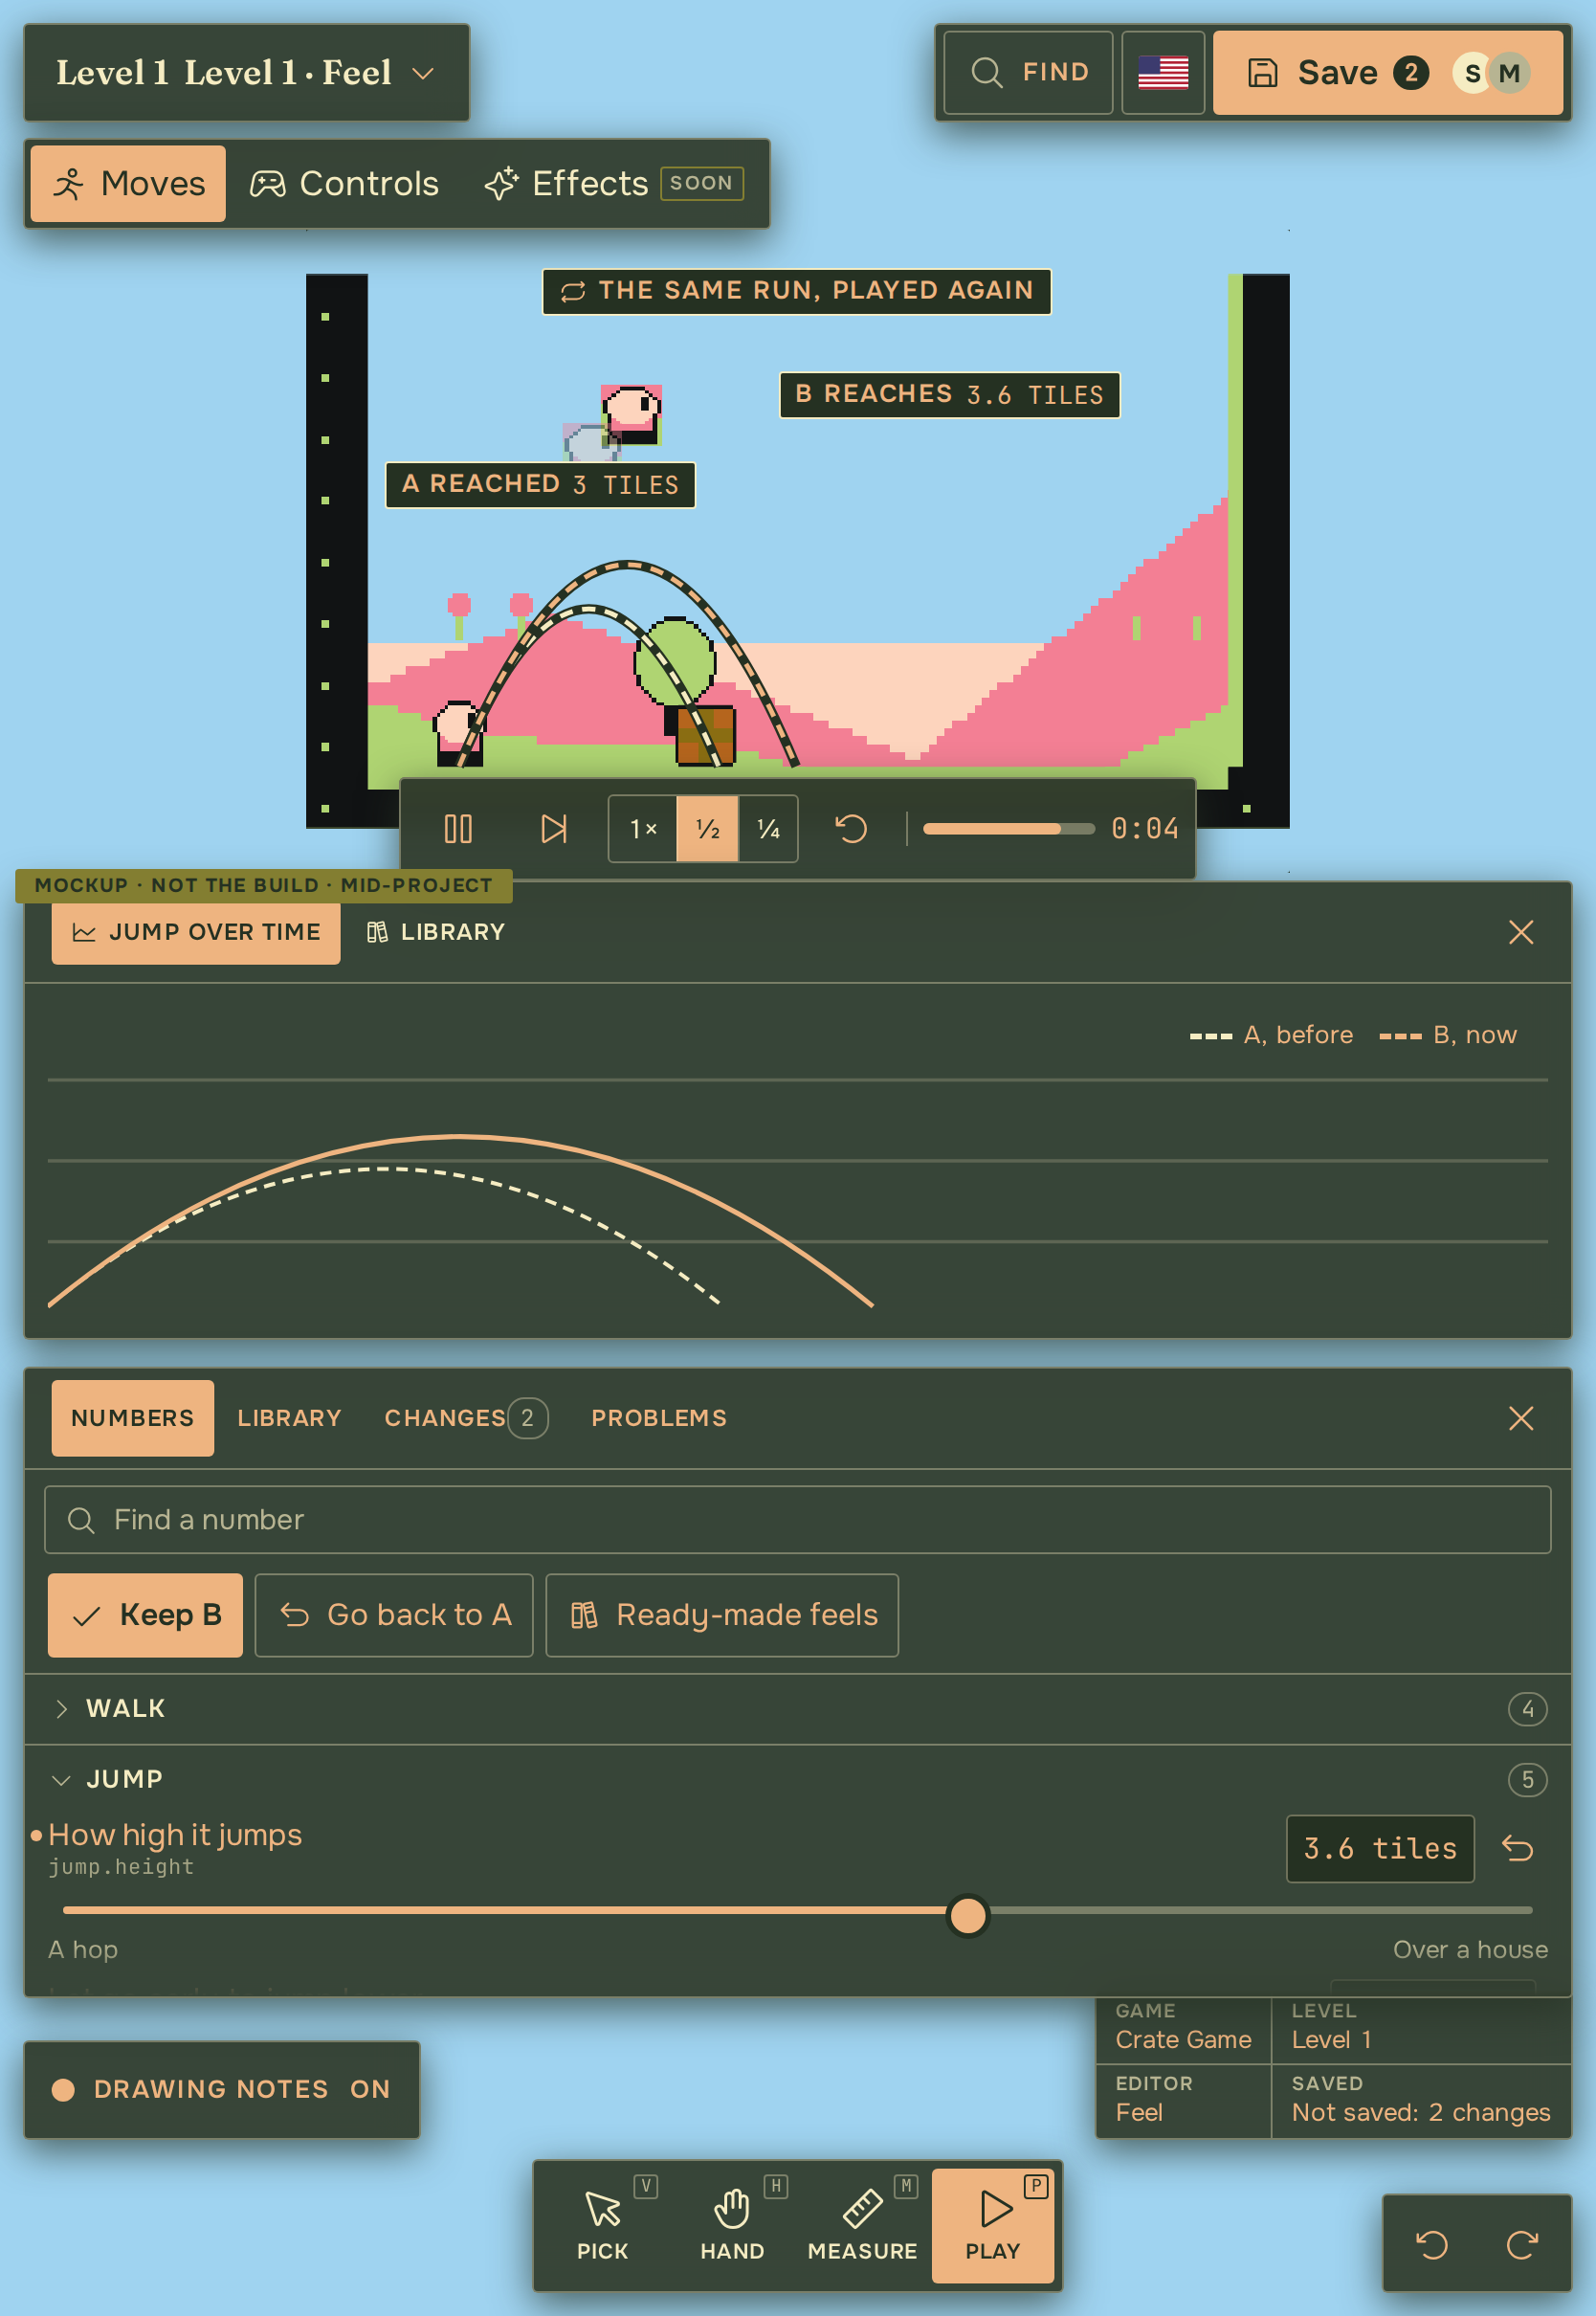 Level 1 Level 1 · Feel
FIND
Save 2 S M
Moves
Controls
Effects SOON
THE SAME RUN, PLAYED AGAIN
B REACHES 3.6 TILES
A REACHED 3 TILES
1× ½ ¼ 0:04
MOCKUP · NOT THE BUILD · MID-PROJECT
JUMP OVER TIME LIBRARY
A, before B, now
NUMBERS LIBRARY CHANGES 2 PROBLEMS
Find a number
Keep B Go back to A Ready-made feels
WALK 4
JUMP 5
How high it jumps 3.6 tiles
jump.height
A hop Over a house
GAME LEVEL
Crate Game Level 1
EDITOR SAVED
Feel Not saved: 2 changes
DRAWING NOTES ON
V H M P
PICK HAND MEASURE PLAY